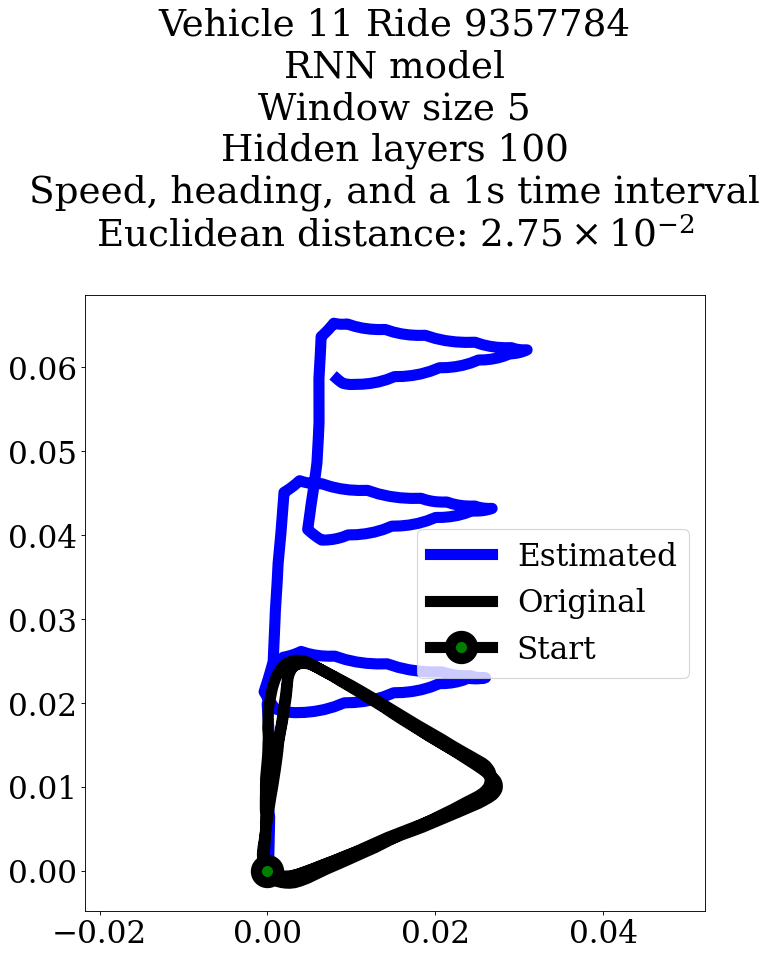 Vehicle 11 Ride 9357784
RNN model
Window size 5
Hidden layers 100
Speed, heading, and a 1s time interval
Euclidean distance: 2.75 × 10⁻²
0.06
0.05
0.04
0.03
0.02
0.01
0.00
Estimated
Original
Start
−0.02 0.00 0.02 0.04